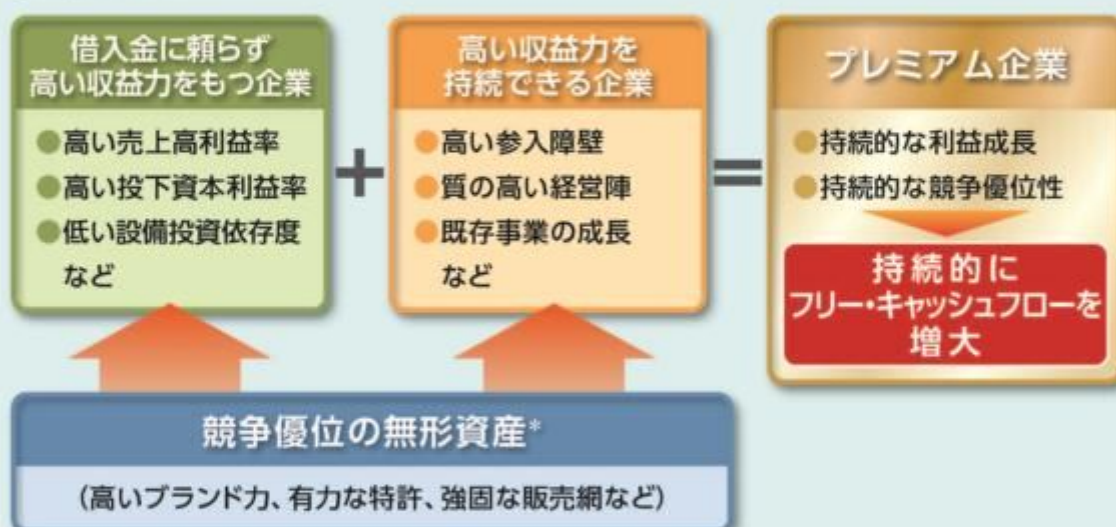 借入金に頼らず
高い収益力をもつ企業
●高い売上高利益率
●高い投下資本利益率
●低い設備投資依存度
など
+
高い収益力を
持続できる企業
●高い参入障壁
●質の高い経営陣
●既存事業の成長
など
=
プレミアム企業
●持続的な利益成長
●持続的な競争優位性
持続的に
フリー・キャッシュフローを
増大
競争優位の無形資産*
(高いブランド力、有力な特許、強固な販売網など)